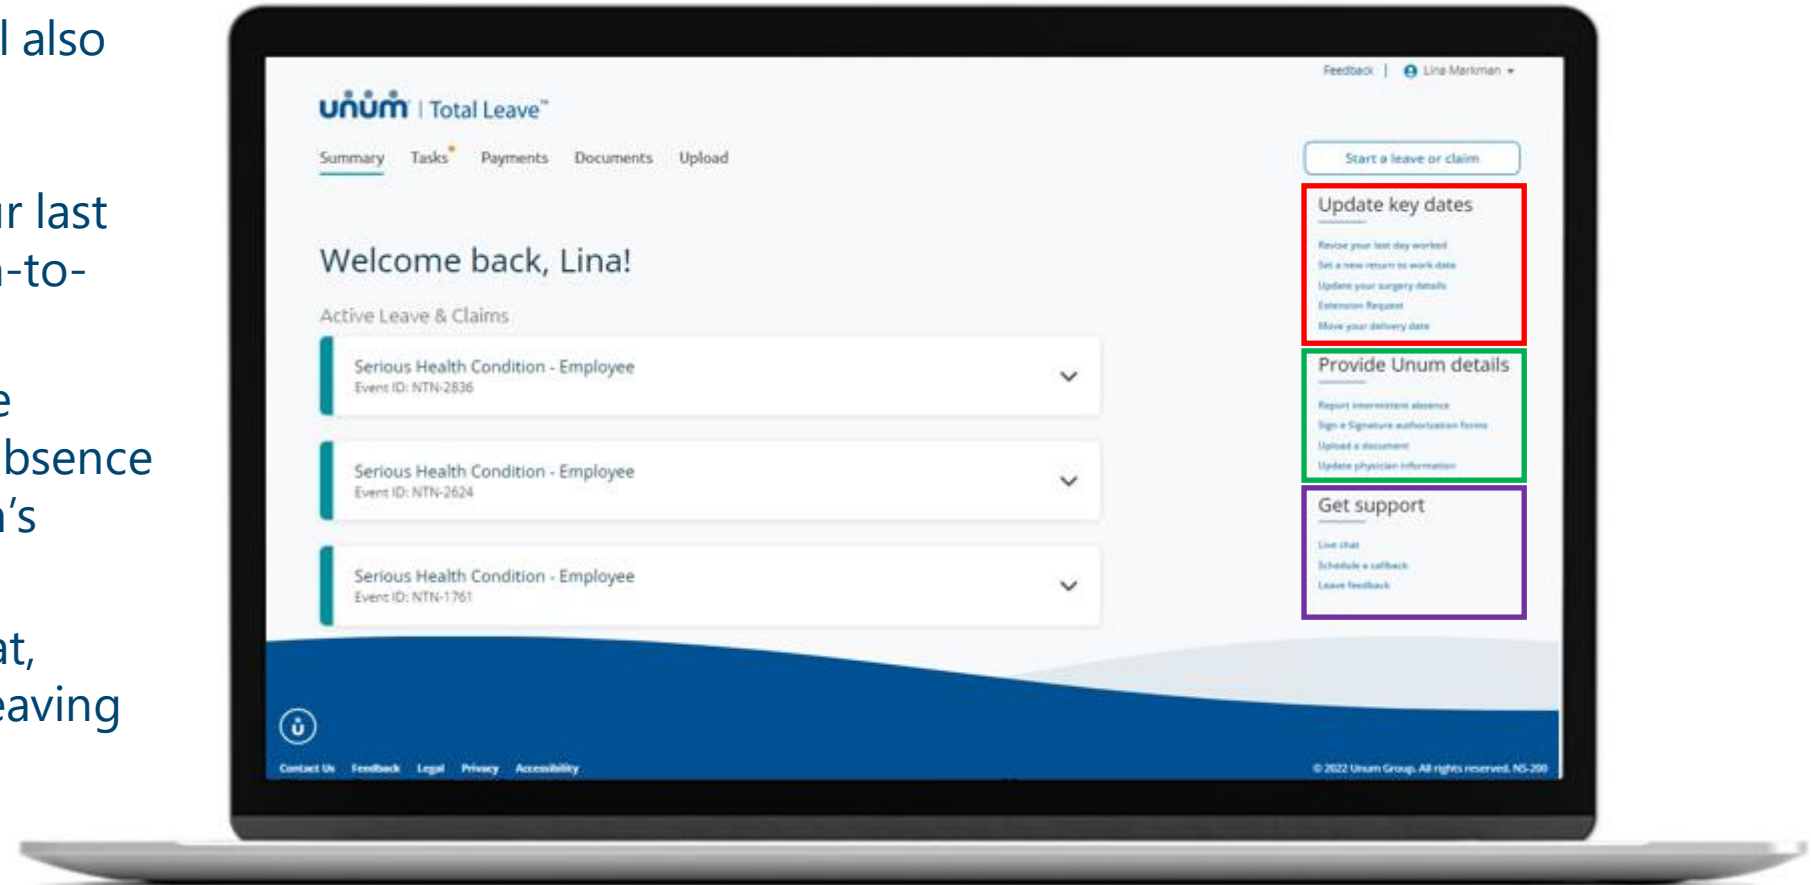 l also
ur last
n-to-
e
bsence
n's
at,
eaving
Feedback | Lina Markman
unum | Total Leave™
Summary Tasks Payments Documents Upload
Start a leave or claim
Welcome back, Lina!
Active Leave & Claims
Serious Health Condition - Employee
Event ID: NTN-2836
Serious Health Condition - Employee
Event ID: NTN-2624
Serious Health Condition - Employee
Event ID: NTN-1761
Update key dates
Revise your last day worked
Set a new return to work date
Update your surgery details
Extension Request
Move your delivery date
Provide Unum details
Report intermittent absence
Sign e-Signature authorization forms
Upload a document
Update physician information
Get support
Live chat
Schedule a callback
Leave feedback
Contact Us Feedback Legal Privacy Accessibility
© 2022 Unum Group. All rights reserved. NS-200